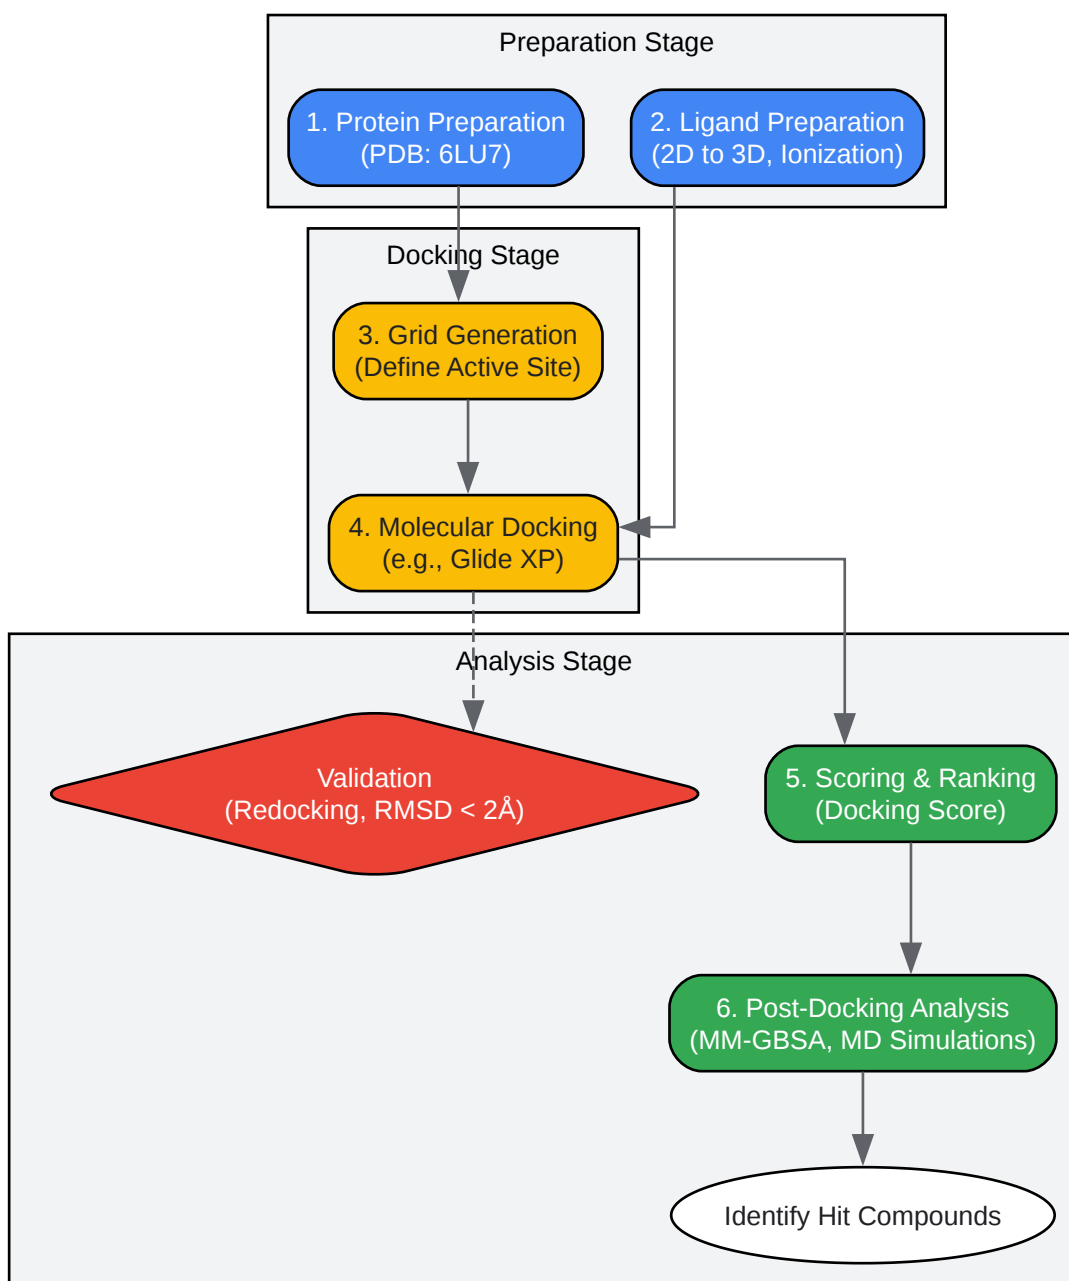 Preparation Stage
1. Protein Preparation
(PDB: 6LU7)
2. Ligand Preparation
(2D to 3D, Ionization)
Docking Stage
3. Grid Generation
(Define Active Site)
4. Molecular Docking
(e.g., Glide XP)
Analysis Stage
Validation
(Redocking, RMSD < 2Å)
5. Scoring & Ranking
(Docking Score)
6. Post-Docking Analysis
(MM-GBSA, MD Simulations)
Identify Hit Compounds